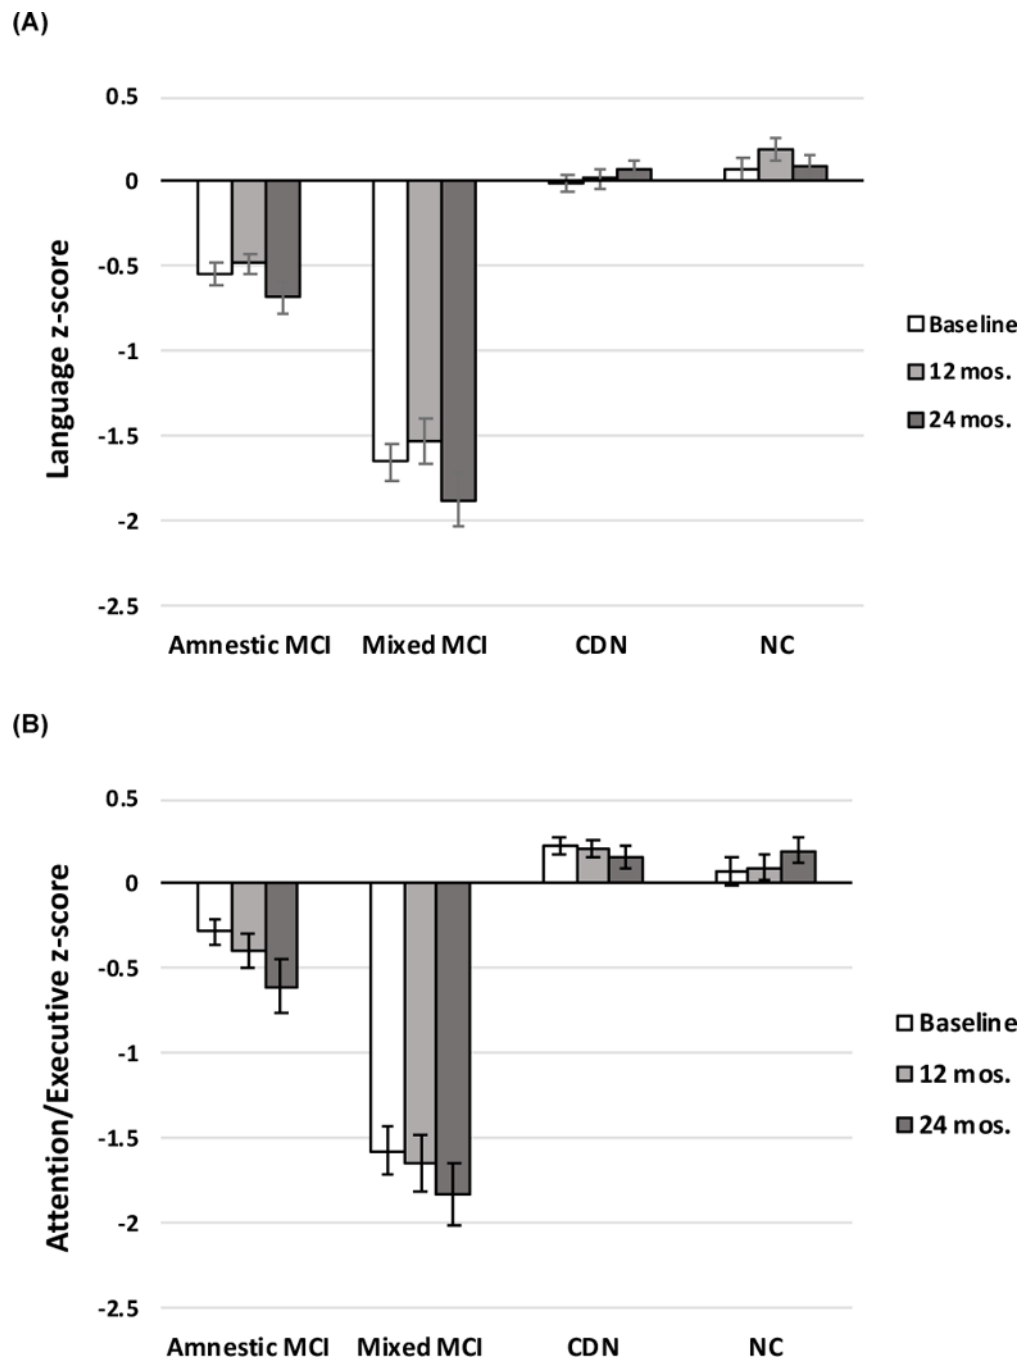 (A)
0.5
0
-0.5
-1
-1.5
-2
-2.5
Language z-score
Amnestic MCI Mixed MCI CDN NC
Baseline
12 mos.
24 mos.
(B)
0.5
0
-0.5
-1
-1.5
-2
-2.5
Attention/Executive z-score
Amnestic MCI Mixed MCI CDN NC
Baseline
12 mos.
24 mos.